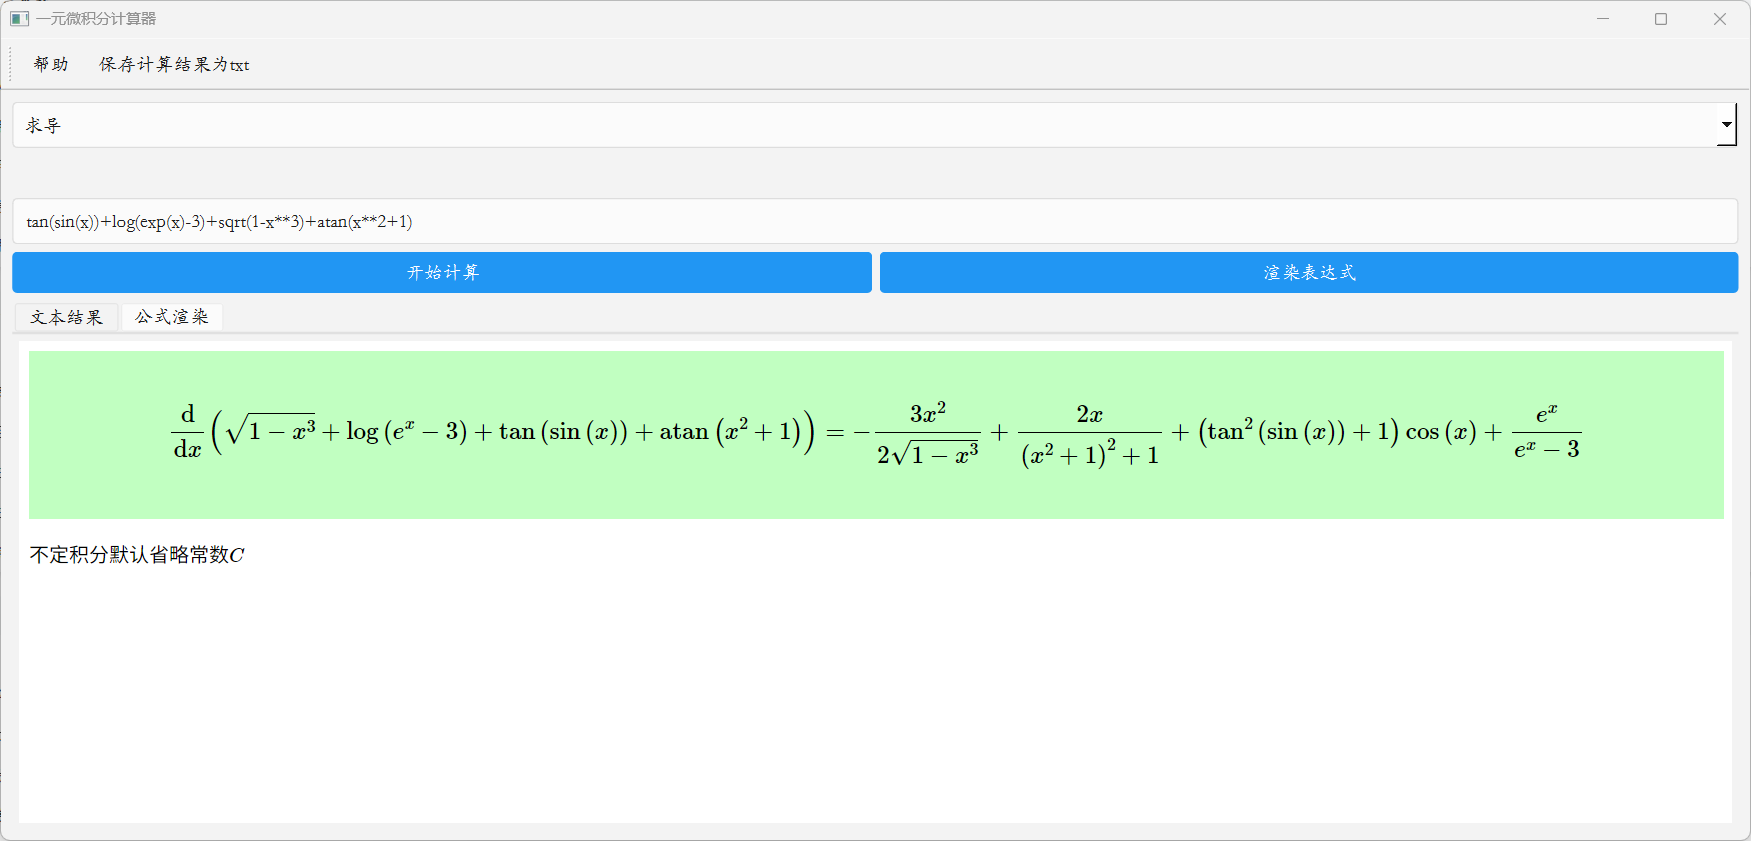 一元微积分计算器
帮助 保存计算结果为txt
求导
tan(sin(x))+log(exp(x)-3)+sqrt(1-x**3)+atan(x**2+1)
开始计算 渲染表达式
文本结果 公式渲染
\frac{\mathrm{d}}{\mathrm{d}x}\left(\sqrt{1-x^3}+\log\left(e^x-3\right)+\tan\left(\sin\left(x\right)\right)+\operatorname{atan}\left(x^2+1\right)\right)=-\frac{3x^2}{2\sqrt{1-x^3}}+\frac{2x}{\left(x^2+1\right)^2+1}+\left(\tan^2\left(\sin\left(x\right)\right)+1\right)\cos\left(x\right)+\frac{e^x}{e^x-3}
不定积分默认省略常数C